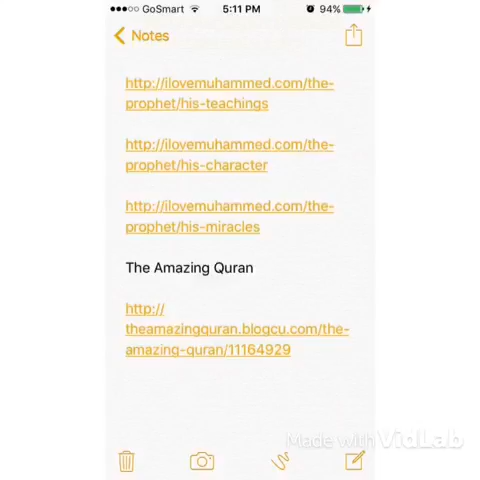 GoSmart 5:11 PM 94%
Notes
http://ilovemuhammed.com/the-
prophet/his-teachings
http://ilovemuhammed.com/the-
prophet/his-character
http://ilovemuhammed.com/the-
prophet/his-miracles
The Amazing Quran
http://
theamazingquran.blogcu.com/the-
amazing-quran/11164929
Made with VidLab